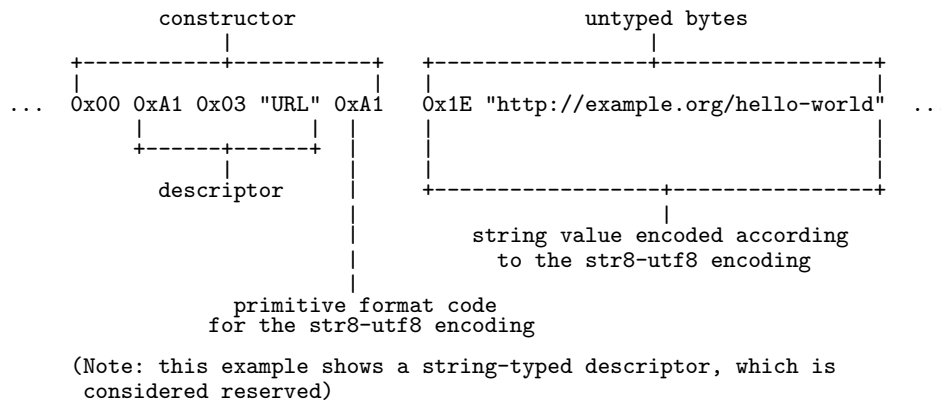 constructor untyped bytes
... 0x00 0xA1 0x03 "URL" 0xA1 0x1E "http://example.org/hello-world" ...
descriptor
string value encoded according
to the str8-utf8 encoding
primitive format code
for the str8-utf8 encoding
(Note: this example shows a string-typed descriptor, which is
considered reserved)